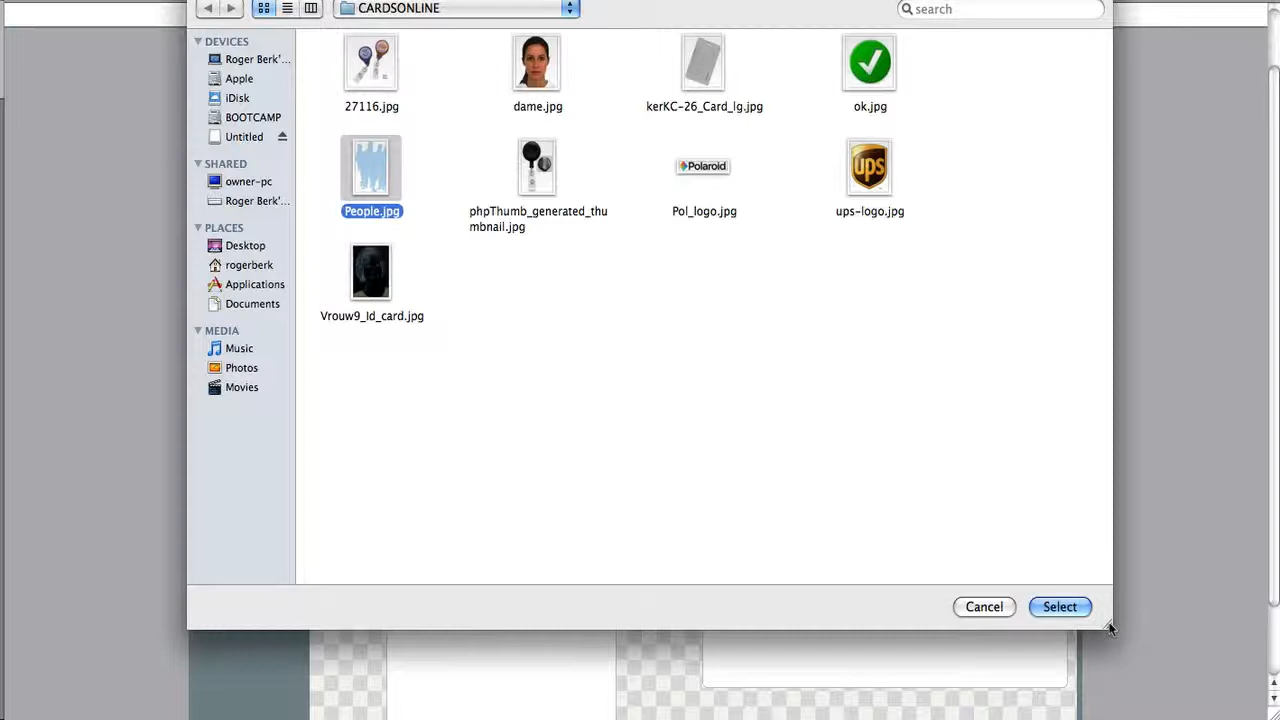 CARDSONLINE
search
DEVICES
Roger Berk'...
Apple
iDisk
BOOTCAMP
Untitled
SHARED
owner-pc
Roger Berk'...
PLACES
Desktop
rogerberk
Applications
Documents
MEDIA
Music
Photos
Movies
27116.jpg
dame.jpg
kerKC-26_Card_lg.jpg
ok.jpg
People.jpg
phpThumb_generated_thu
mbnail.jpg
Polaroid
Pol_logo.jpg
ups
ups-logo.jpg
Vrouw9_Id_card.jpg
Cancel
Select